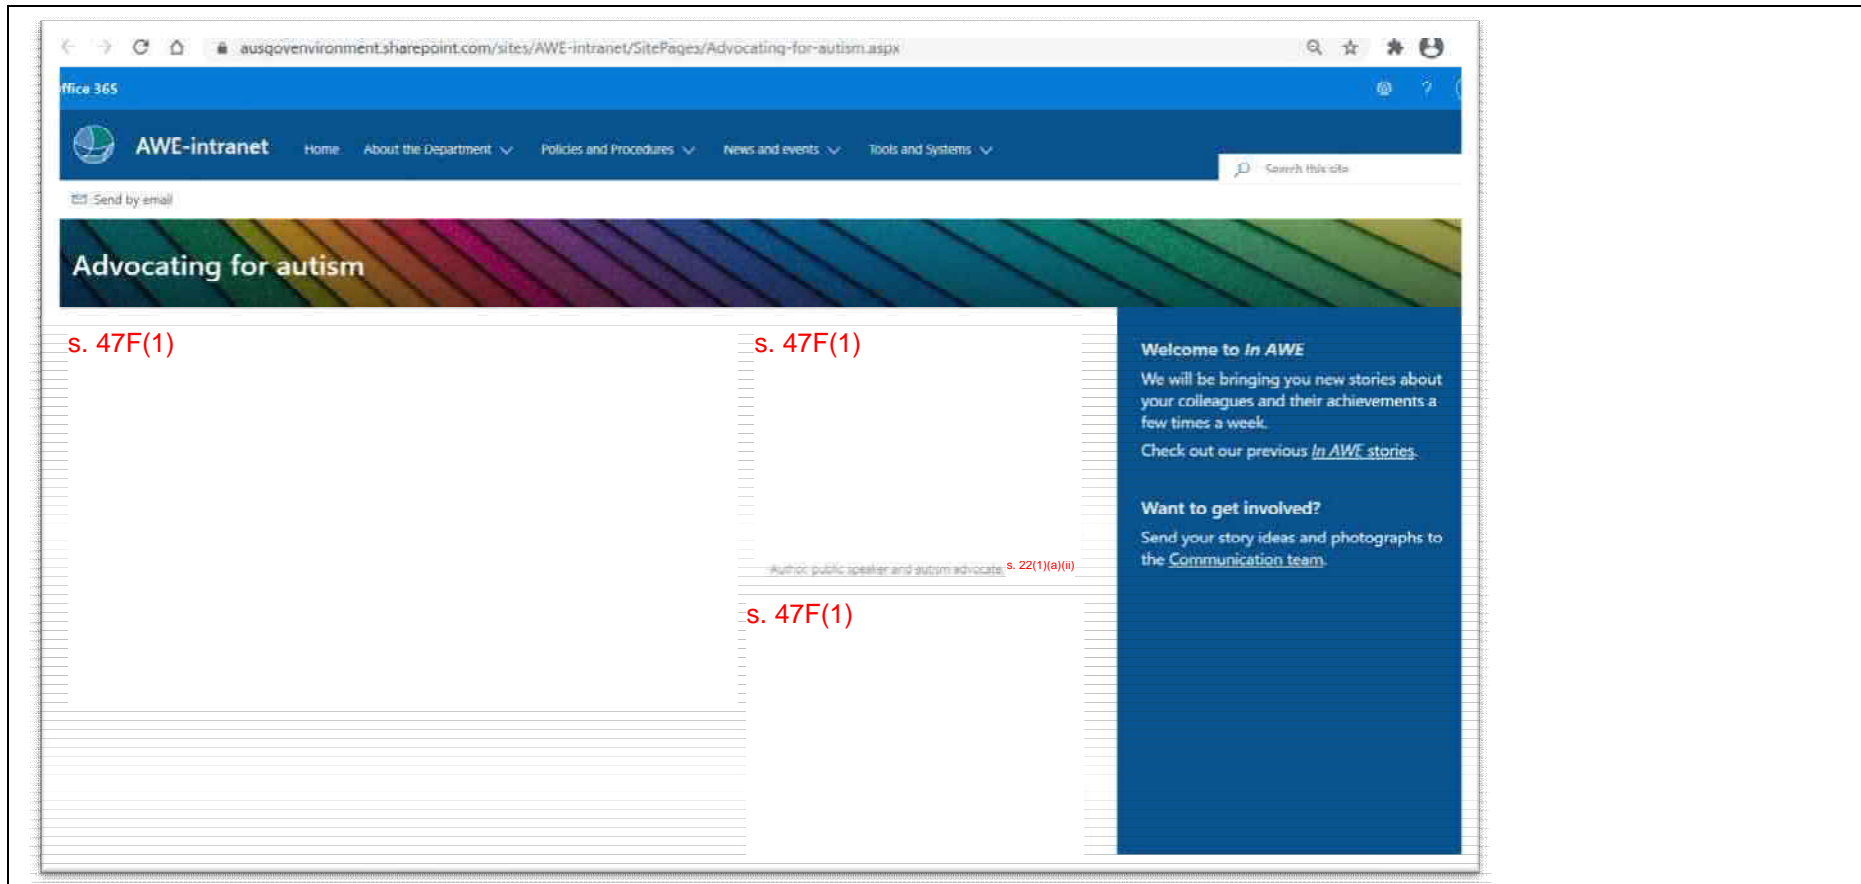 ausgovenvironment.sharepoint.com/sites/AWE-intranet/SitePages/Advocating-for-autism.aspx
ffice 365
?
AWE-intranet Home About the Department Policies and Procedures News and events Tools and Systems
Search this site
Send by email
Advocating for autism
s. 47F(1)
s. 47F(1)
Author, public speaker and autism advocate, s. 22(1)(a)(ii)
s. 47F(1)
Welcome to In AWE
We will be bringing you new stories about
your colleagues and their achievements a
few times a week.
Check out our previous In AWE stories.
Want to get involved?
Send your story ideas and photographs to
the Communication team.